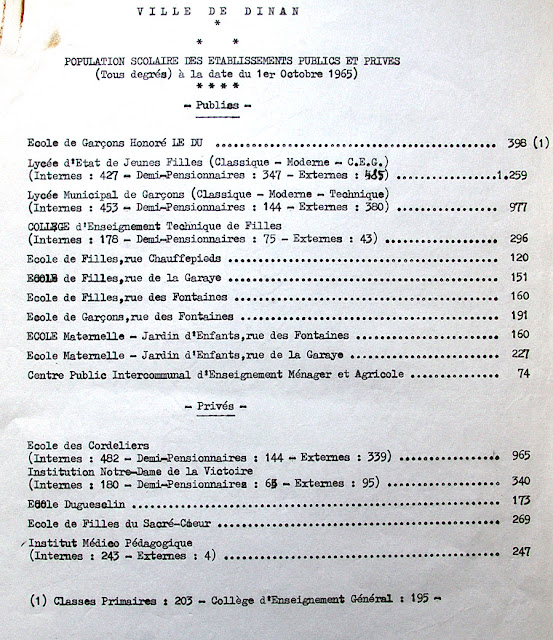 VILLE DE DINAN
*
* *
POPULATION SCOLAIRE DES ETABLISSEMENTS PUBLICS ET PRIVES
(Tous degrés) à la date du 1er Octobre 1965)
* * * *
- Publics -
Ecole de Garçons Honoré LE DU .......... 398 (1)
Lycée d'Etat de Jeunes Filles (Classique - Moderne - C.E.G.)
(Internes : 427 - Demi-Pensionnaires : 347 - Externes : 485) .......... 1.259
Lycée Municipal de Garçons (Classique - Moderne - Technique)
(Internes : 453 - Demi-Pensionnaires : 144 - Externes : 380) .......... 977
COLLEGE d'Enseignement Technique de Filles
(Internes : 178 - Demi-Pensionnaires : 75 - Externes : 43) .......... 296
Ecole de Filles,rue Chauffepieds .......... 120
Ecole de Filles,rue de la Garaye .......... 151
Ecole de Filles,rue des Fontaines .......... 160
Ecole de Garçons,rue des Fontaines .......... 191
ECOLE Maternelle - Jardin d'Enfants,rue des Fontaines .......... 160
Ecole Maternelle - Jardin d'Enfants,rue de la Garaye .......... 227
Centre Public Intercommunal d'Enseignement Ménager et Agricole .......... 74
- Privés -
Ecole des Cordeliers
(Internes : 482 - Demi-Pensionnaires : 144 - Externes : 339) .......... 965
Institution Notre-Dame de la Victoire
(Internes : 180 - Demi-Pensionnaires : 65 - Externes : 95) .......... 340
Ecole Duguesclin .......... 173
Ecole de Filles du Sacré-Coeur .......... 269
Institut Médico Pédagogique
(Internes : 243 - Externes : 4) .......... 247
(1) Classes Primaires : 203 - Collège d'Enseignement Général : 195 -